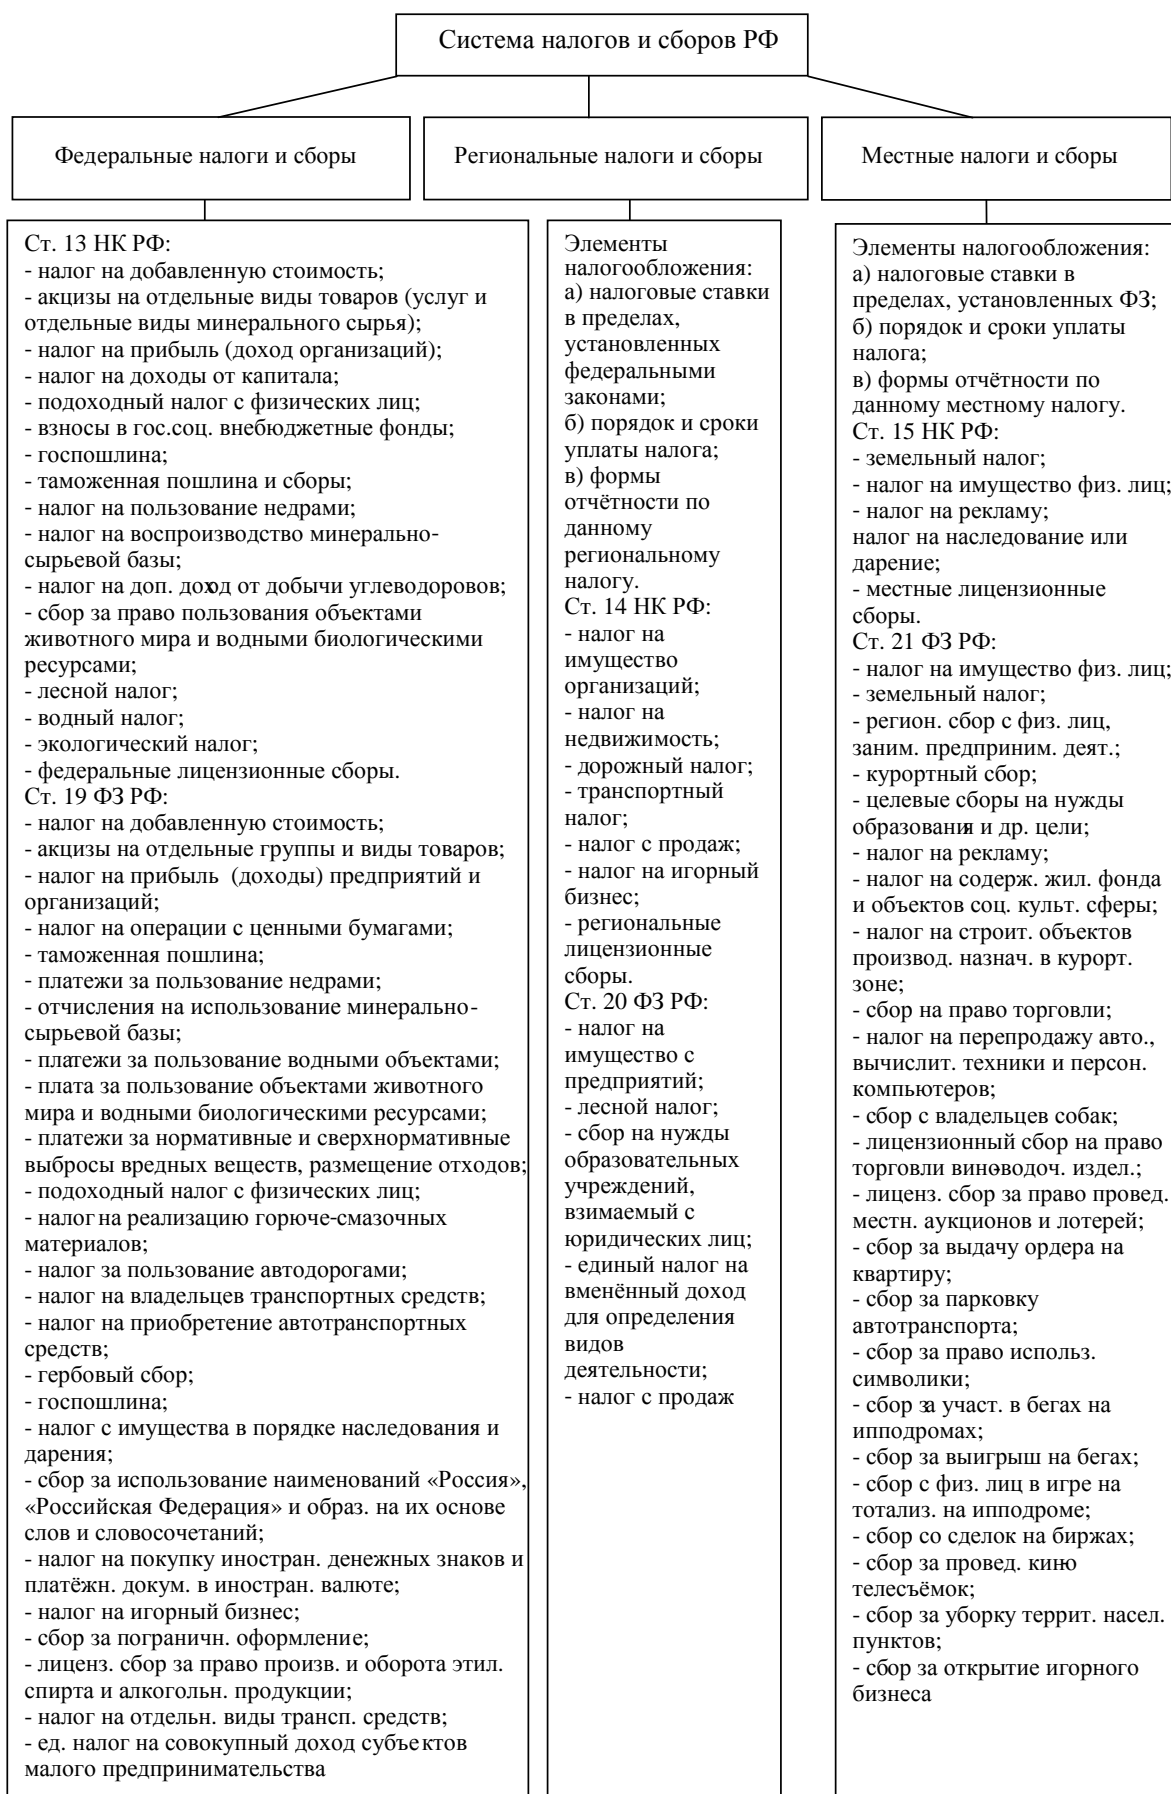 Система налогов и сборов РФ
Федеральные налоги и сборы
Региональные налоги и сборы
Местные налоги и сборы
Ст. 13 НК РФ:
- налог на добавленную стоимость;
- акцизы на отдельные виды товаров (услуг и
отдельные виды минерального сырья);
- налог на прибыль (доход организаций);
- налог на доходы от капитала;
- подоходный налог с физических лиц;
- взносы в гос.соц. внебюджетные фонды;
- госпошлина;
- таможенная пошлина и сборы;
- налог на пользование недрами;
- налог на воспроизводство минерально-
сырьевой базы;
- налог на доп. доход от добычи углеводоровов;
- сбор за право пользования объектами
животного мира и водными биологическими
ресурсами;
- лесной налог;
- водный налог;
- экологический налог;
- федеральные лицензионные сборы.
Ст. 19 ФЗ РФ:
- налог на добавленную стоимость;
- акцизы на отдельные группы и виды товаров;
- налог на прибыль (доходы) предприятий и
организаций;
- налог на операции с ценными бумагами;
- таможенная пошлина;
- платежи за пользование недрами;
- отчисления на использование минерально-
сырьевой базы;
- платежи за пользование водными объектами;
- плата за пользование объектами животного
мира и водными биологическими ресурсами;
- платежи за нормативные и сверхнормативные
выбросы вредных веществ, размещение отходов;
- подоходный налог с физических лиц;
- налог на реализацию горюче-смазочных
материалов;
- налог за пользование автодорогами;
- налог на владельцев транспортных средств;
- налог на приобретение автотранспортных
средств;
- гербовый сбор;
- госпошлина;
- налог с имущества в порядке наследования и
дарения;
- сбор за использование наименований «Россия»,
«Российская Федерация» и образ. на их основе
слов и словосочетаний;
- налог на покупку иностран. денежных знаков и
платёжн. докум. в иностран. валюте;
- налог на игорный бизнес;
- сбор за пограничн. оформление;
- лиценз. сбор за право произв. и оборота этил.
спирта и алкогольн. продукции;
- налог на отдельн. виды трансп. средств;
- ед. налог на совокупный доход субъектов
малого предпринимательства
Элементы
налогообложения:
а) налоговые ставки
в пределах,
установленных
федеральными
законами;
б) порядок и сроки
уплаты налога;
в) формы
отчётности по
данному
региональному
налогу.
Ст. 14 НК РФ:
- налог на
имущество
организаций;
- налог на
недвижимость;
- дорожный налог;
- транспортный
налог;
- налог с продаж;
- налог на игорный
бизнес;
- региональные
лицензионные
сборы.
Ст. 20 ФЗ РФ:
- налог на
имущество с
предприятий;
- лесной налог;
- сбор на нужды
образовательных
учреждений,
взимаемый с
юридических лиц;
- единый налог на
вменённый доход
для определения
видов
деятельности;
- налог с продаж
Элементы налогообложения:
а) налоговые ставки в
пределах, установленных ФЗ;
б) порядок и сроки уплаты
налога;
в) формы отчётности по
данному местному налогу.
Ст. 15 НК РФ:
- земельный налог;
- налог на имущество физ. лиц;
- налог на рекламу;
налог на наследование или
дарение;
- местные лицензионные
сборы.
Ст. 21 ФЗ РФ:
- налог на имущество физ. лиц;
- земельный налог;
- регион. сбор с физ. лиц,
заним. предприним. деят.;
- курортный сбор;
- целевые сборы на нужды
образования и др. цели;
- налог на рекламу;
- налог на содерж. жил. фонда
и объектов соц. культ. сферы;
- налог на строит. объектов
производ. назнач. в курорт.
зоне;
- сбор на право торговли;
- налог на перепродажу авто.,
вычислит. техники и персон.
компьютеров;
- сбор с владельцев собак;
- лицензионный сбор на право
торговли винно-водоч. издел.;
- лиценз. сбор за право провед.
местн. аукционов и лотерей;
- сбор за выдачу ордера на
квартиру;
- сбор за парковку
автотранспорта;
- сбор за право использ.
символики;
- сбор за участ. в бегах на
ипподромах;
- сбор за выигрыш на бегах;
- сбор с физ. лиц в игре на
тотализ. на ипподроме;
- сбор со сделок на биржах;
- сбор за провед. кино-
телесъёмок;
- сбор за уборку террит. насел.
пунктов;
- сбор за открытие игорного
бизнеса